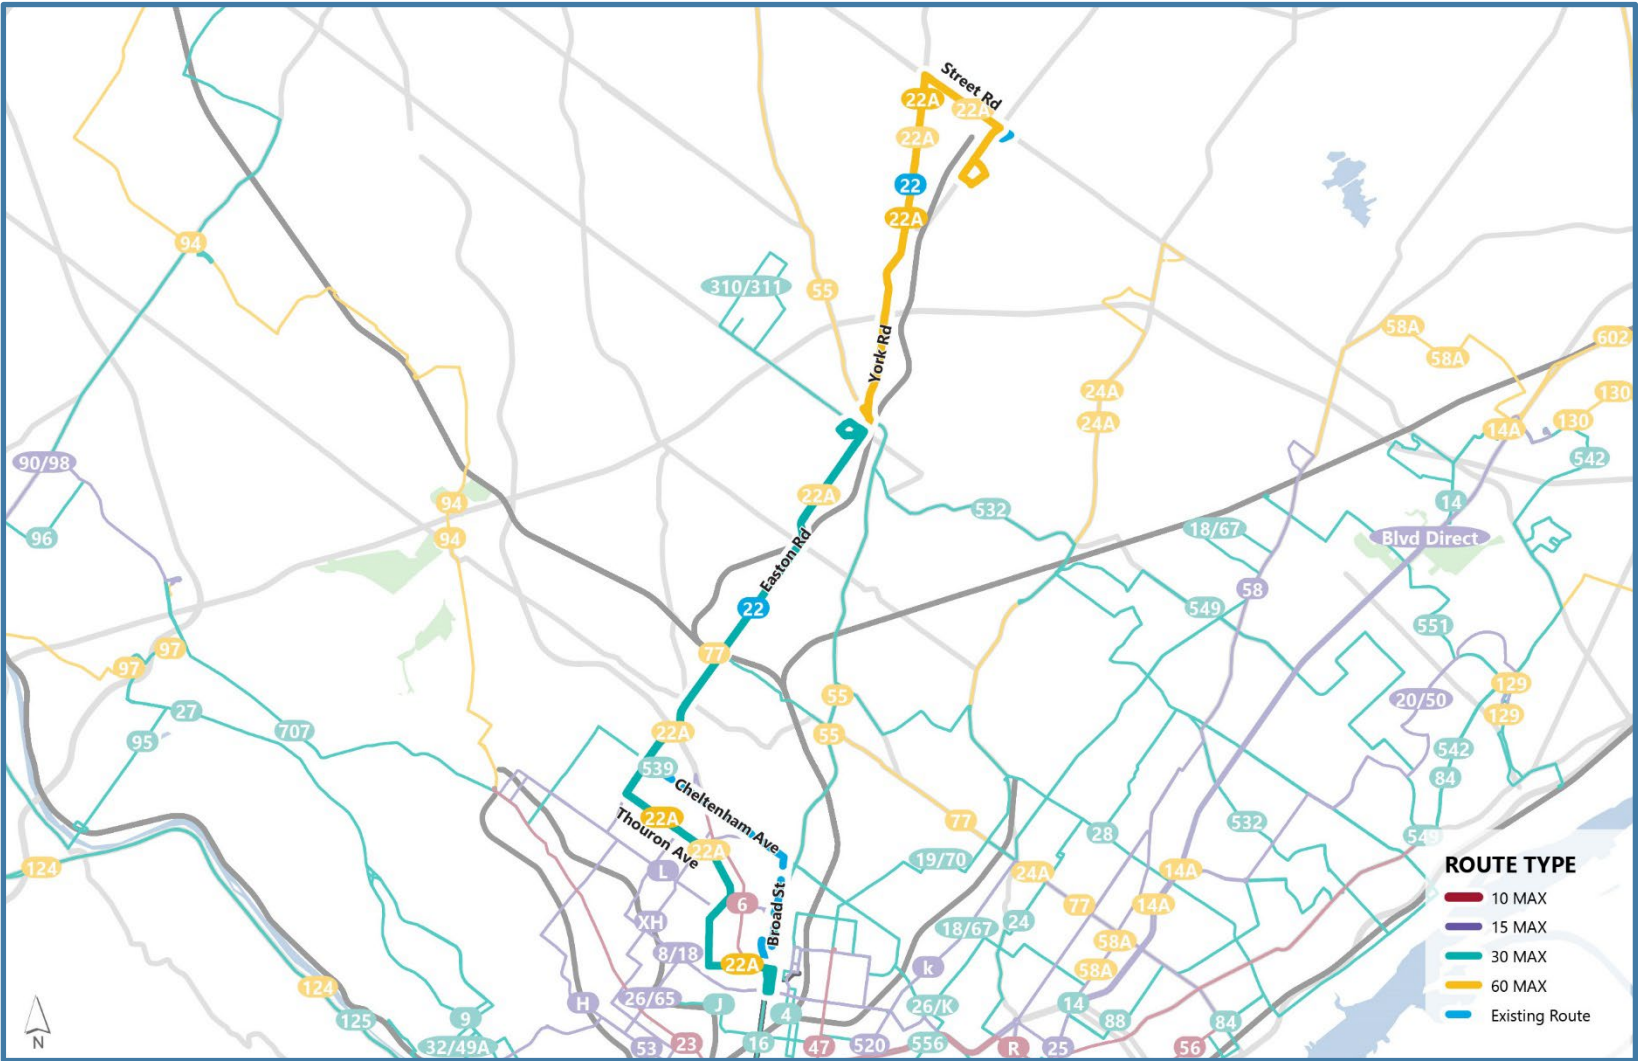 Street Rd
22A
22A
22A
22
22A
94
310/311
55
York Rd
58A
58A
602
24A
24A
130
130
14A
542
90/98
22A
94
14
532
96
94
18/67
Blvd Direct
Easton Rd
58
22
549
551
97
77
97
129
55
20/50
27
129
22A
707
55
95
542
539
84
Cheltenham Ave
22A
77
532
Thouron Ave
28
549
22A
19/70
124
L
24A
14A
ROUTE TYPE
6
77
14A
10 MAX
Broad St
XH
24
18/67
15 MAX
58A
8/18
22A
k
58A
30 MAX
124
60 MAX
26/65
H
J
26/K
14
4
Existing Route
125
9
88
84
N
32/49A
53
23
16
47
520
556
R
25
56